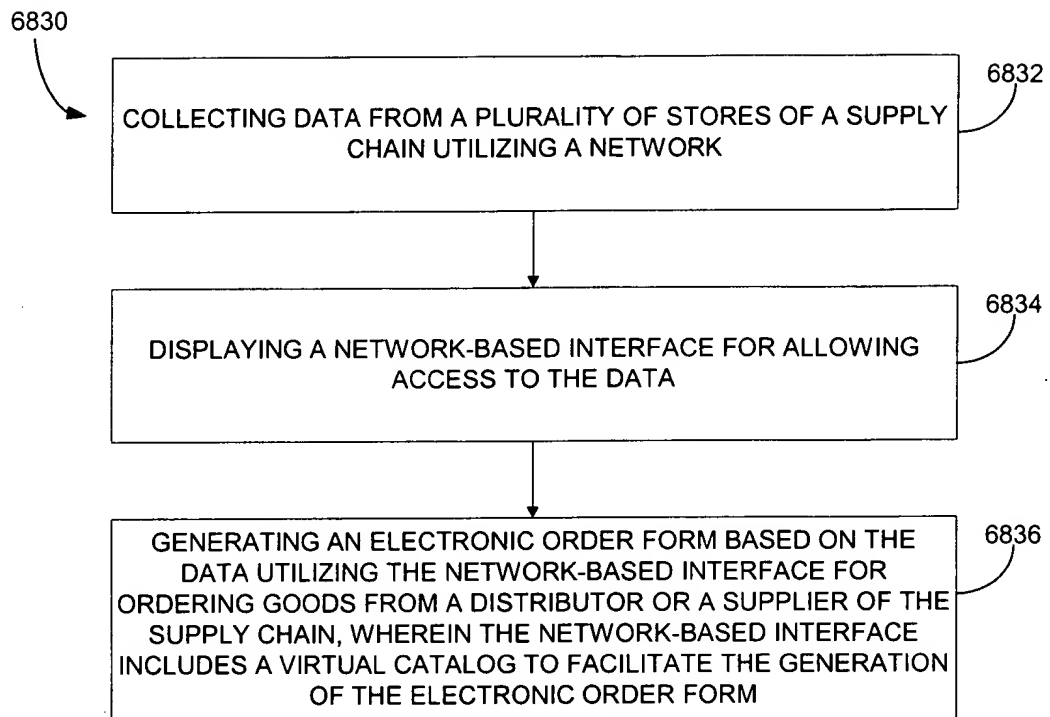 6830
6832
COLLECTING DATA FROM A PLURALITY OF STORES OF A SUPPLY
CHAIN UTILIZING A NETWORK
6834
DISPLAYING A NETWORK-BASED INTERFACE FOR ALLOWING
ACCESS TO THE DATA
6836
GENERATING AN ELECTRONIC ORDER FORM BASED ON THE
DATA UTILIZING THE NETWORK-BASED INTERFACE FOR
ORDERING GOODS FROM A DISTRIBUTOR OR A SUPPLIER OF THE
SUPPLY CHAIN, WHEREIN THE NETWORK-BASED INTERFACE
INCLUDES A VIRTUAL CATALOG TO FACILITATE THE GENERATION
OF THE ELECTRONIC ORDER FORM